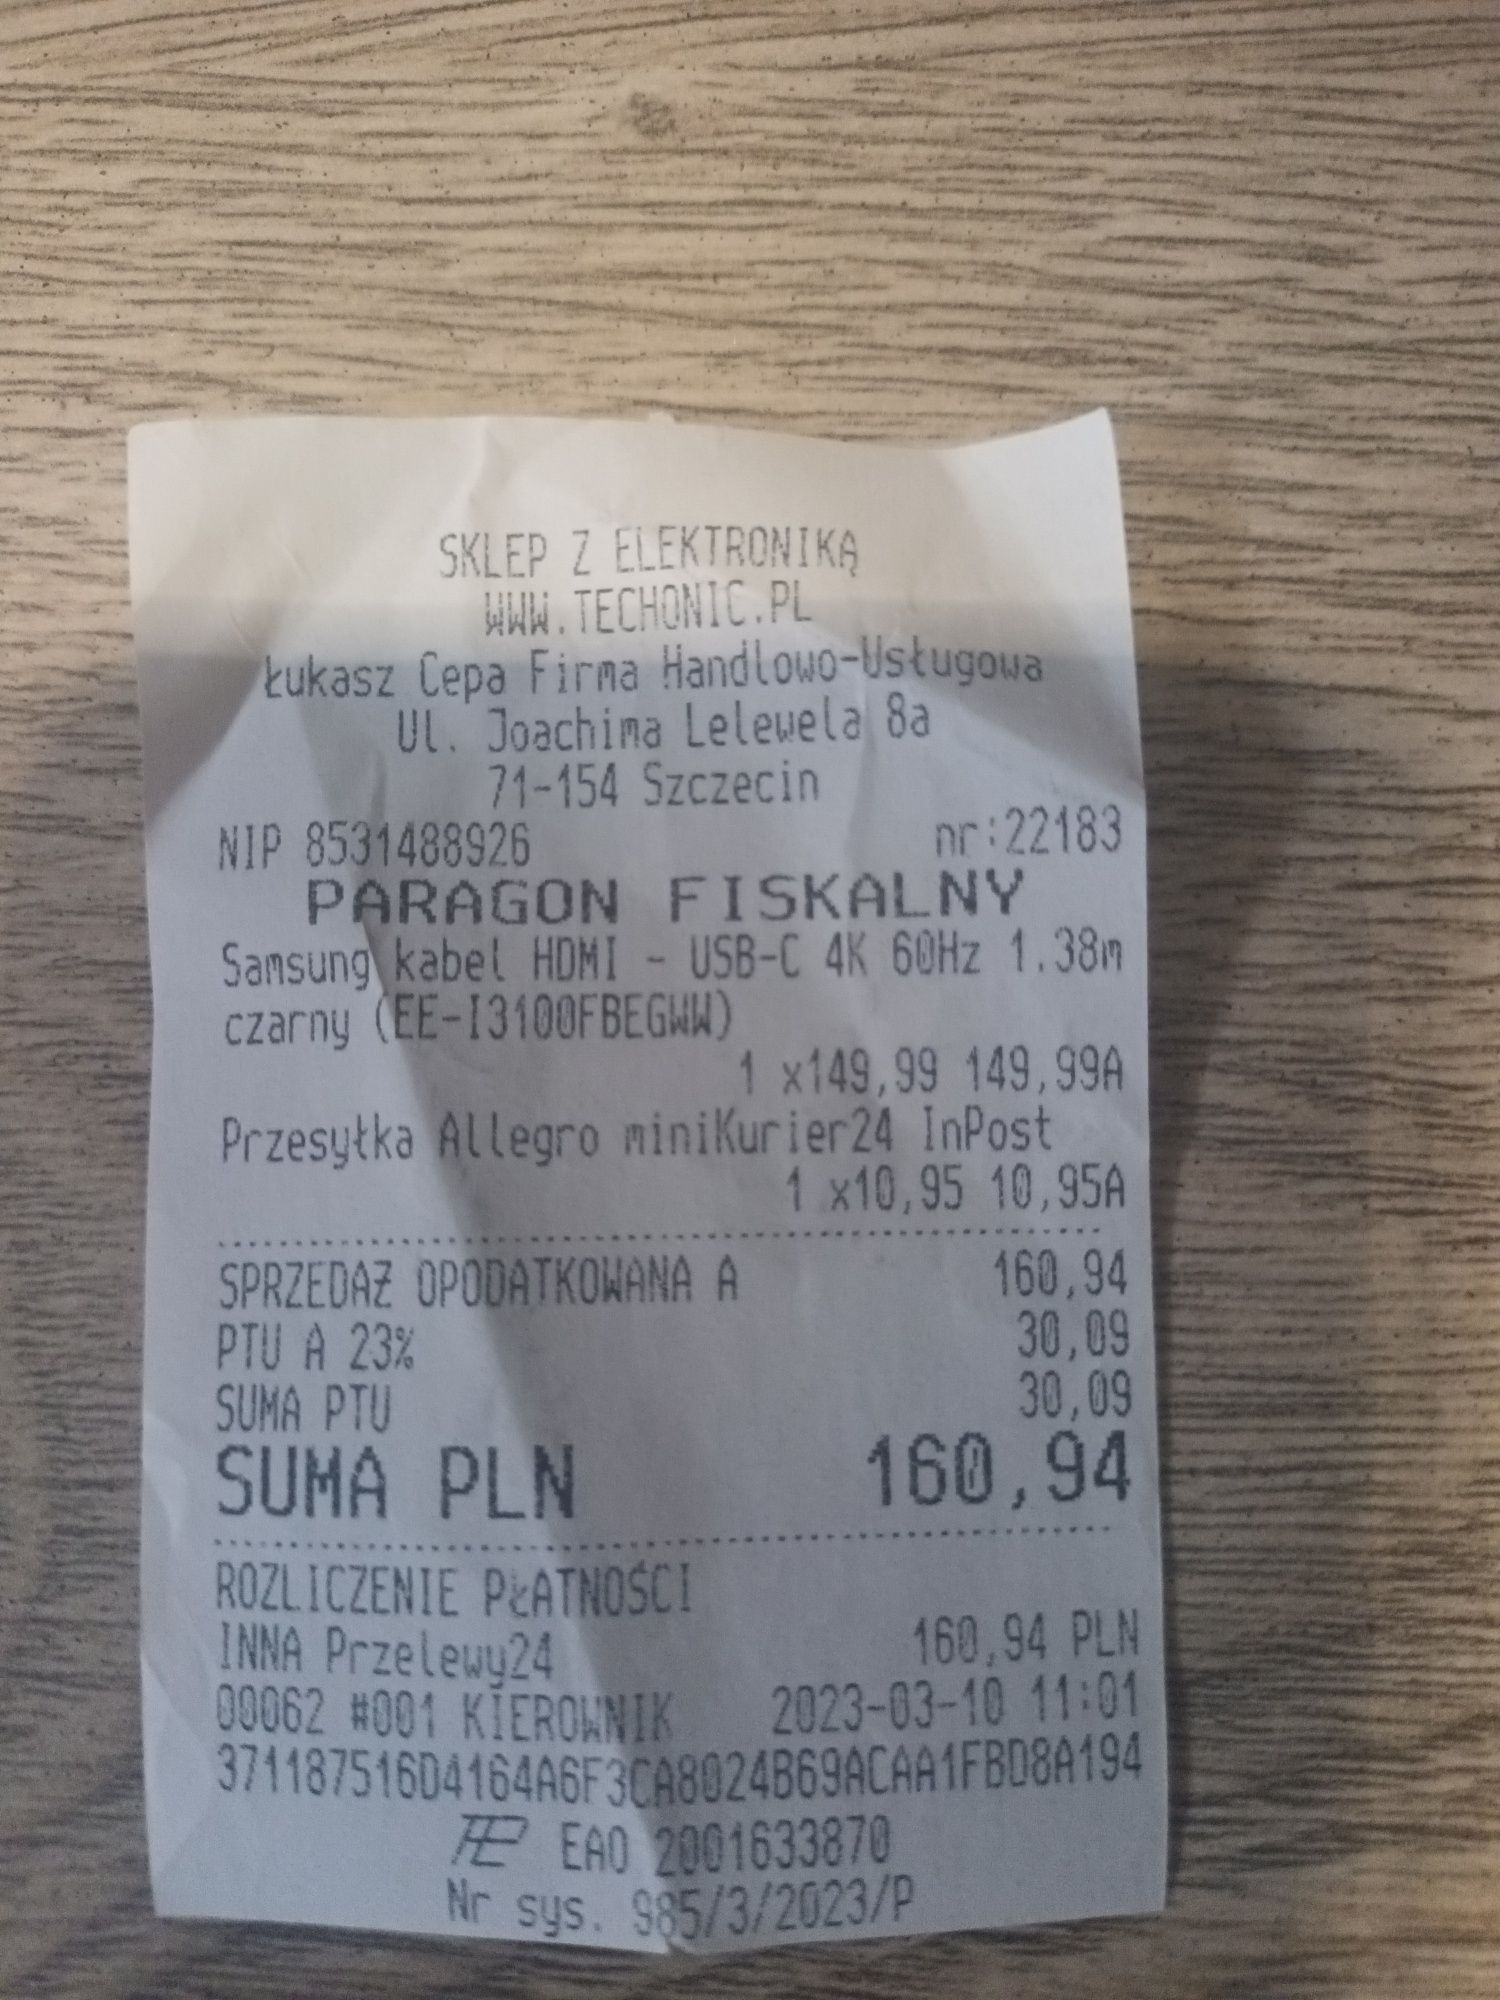 SKLEP Z ELEKTRONIKĄ
WWW.TECHONIC.PL
Łukasz Cepa Firma Handlowo-Usługowa
Ul. Joachima Lelewela 8a
71-154 Szczecin
NIP 8531488926 nr:22183
PARAGON FISKALNY
Samsung kabel HDMI - USB-C 4K 60Hz 1.38m
czarny (EE-I3100FBEGWW)
1 x149,99 149,99A
Przesyłka Allegro miniKurier24 InPost
1 x10,95 10,95A
SPRZEDAŻ OPODATKOWANA A 160,94
PTU A 23% 30,09
SUMA PTU 30,09
SUMA PLN 160,94
ROZLICZENIE PŁATNOŚCI
INNA Przelewy24 160,94 PLN
00062 #001 KIEROWNIK 2023-03-10 11:01
371187516D4164A6F3CA8024B69ACAA1FBD8A194
EAO 2001633870
Nr sys. 985/3/2023/P